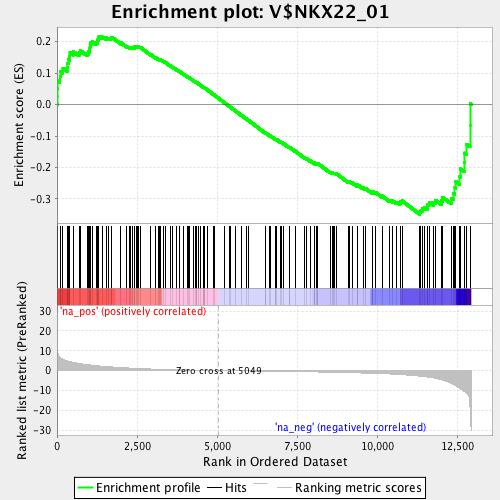 Enrichment plot: V$NKX22_01
Enrichment score (ES)
0.2
0.1
0.0
-0.1
-0.2
-0.3
Ranked list metric (PreRanked)
30
20
10
0
-10
-20
-30
'na_pos' (positively correlated)
Zero cross at 5049
'na_neg' (negatively correlated)
0
2,500
5,000
7,500
10,000
12,500
Rank in Ordered Dataset
Enrichment profile
Hits
Ranking metric scores